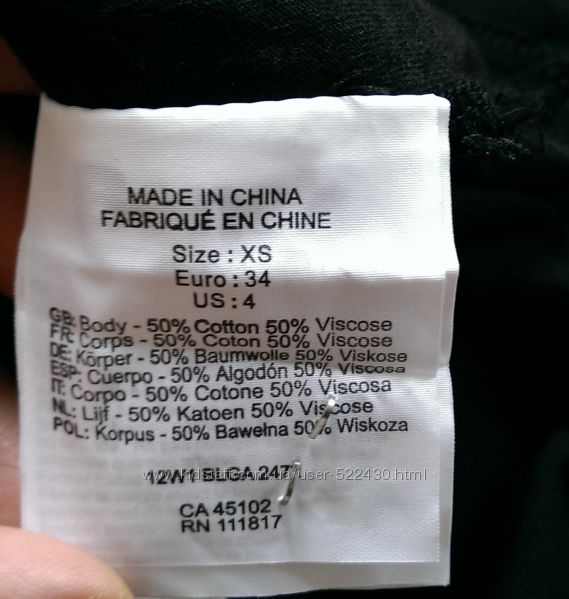 MADE IN CHINA
FABRIQUÉ EN CHINE
Size : XS
Euro : 34
US : 4
GB: Body - 50% Cotton 50% Viscose
FR: Corps - 50% Coton 50% Viscose
DE: Körper - 50% Baumwolle 50% Viskose
ESP: Cuerpo - 50% Algodón 50% Viscosa
IT: Corpo - 50% Cotone 50% Viscosa
NL: Lijf - 50% Katoen 50% Viscose
POL: Korpus - 50% Bawełna 50% Wiskoza
CA 45102
RN 111817